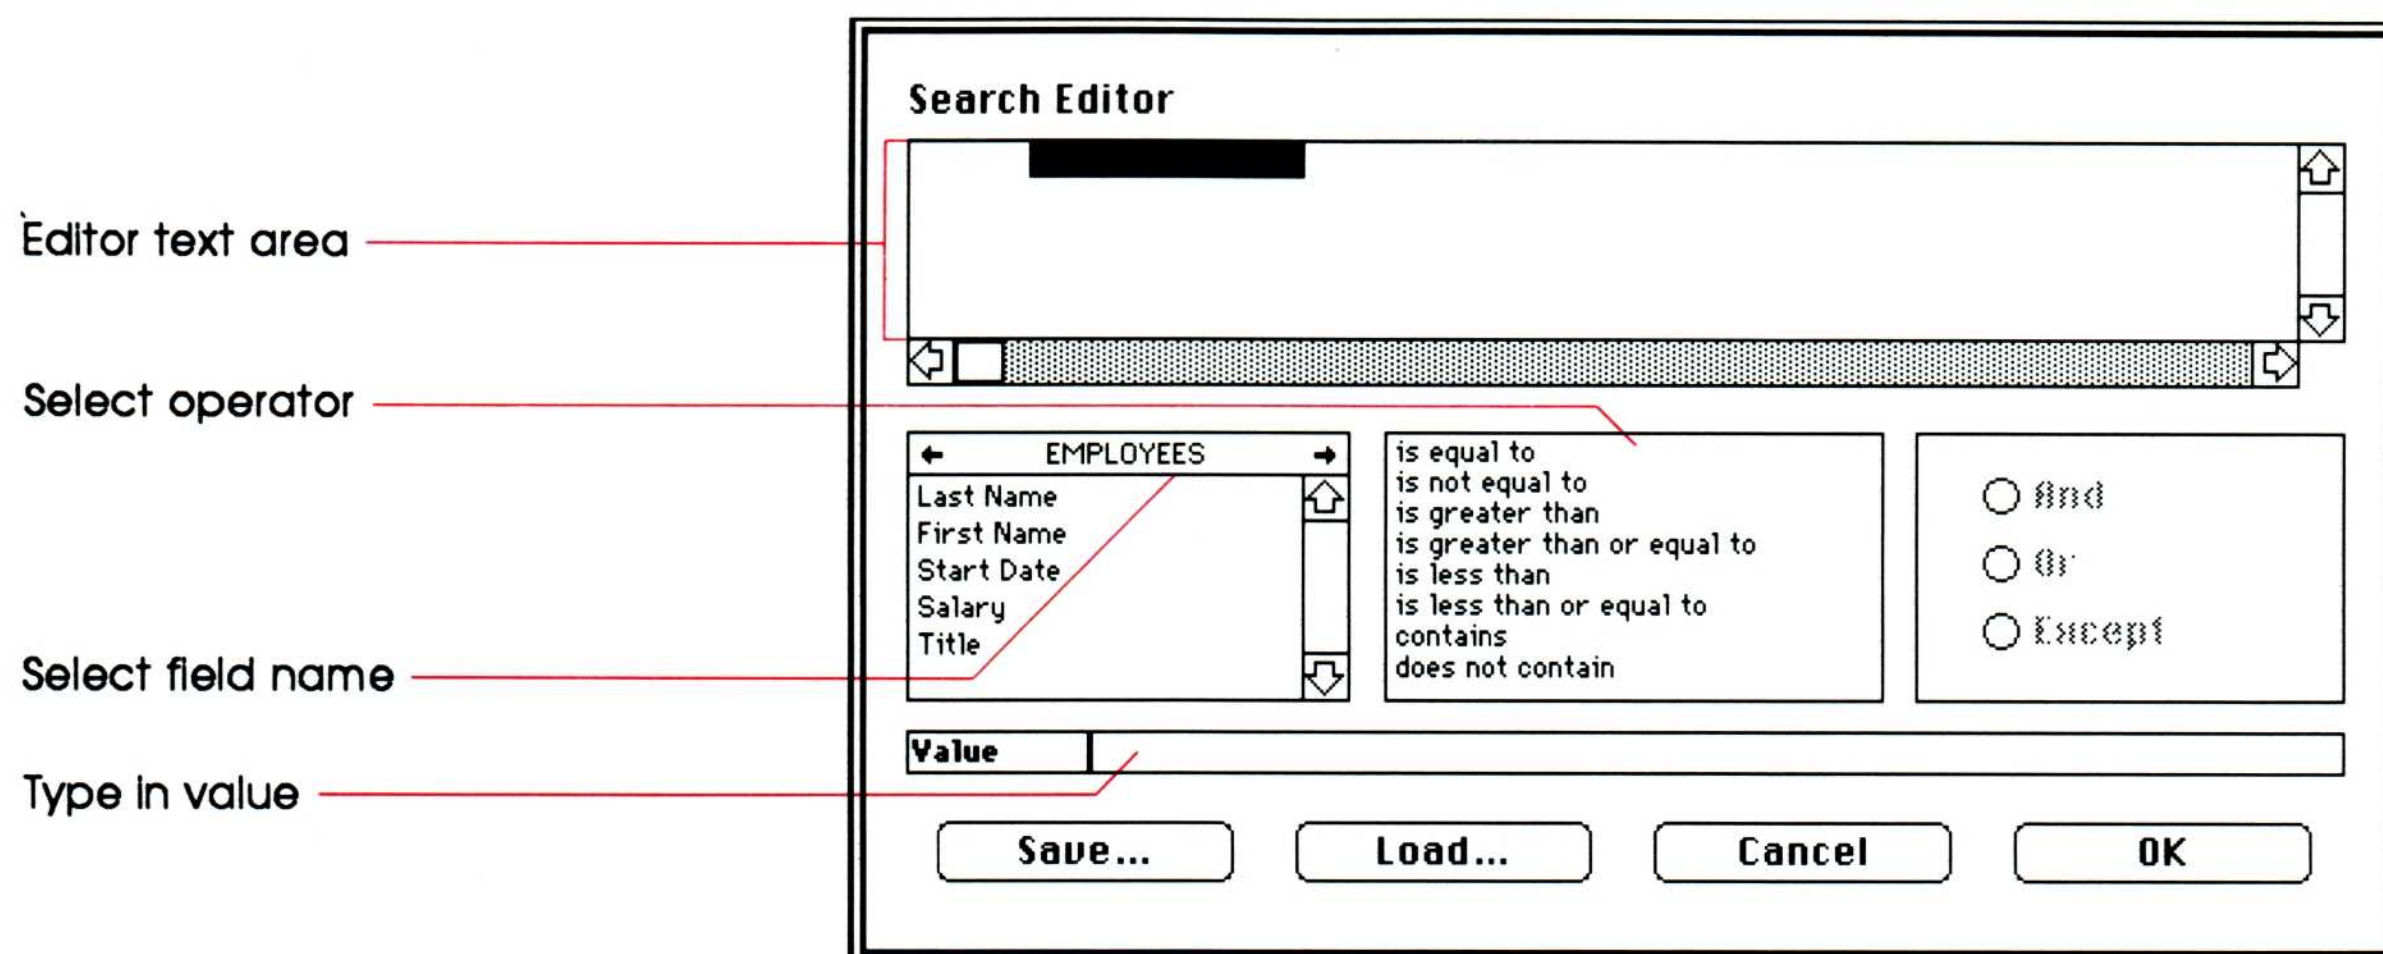 Search Editor
Editor text area
Select operator
EMPLOYEES
Last Name
First Name
Start Date
Salary
Title
is equal to
is not equal to
is greater than
is greater than or equal to
is less than
is less than or equal to
contains
does not contain
And
Or
Except
Select field name
Value
Type in value
Save...
Load...
Cancel
OK